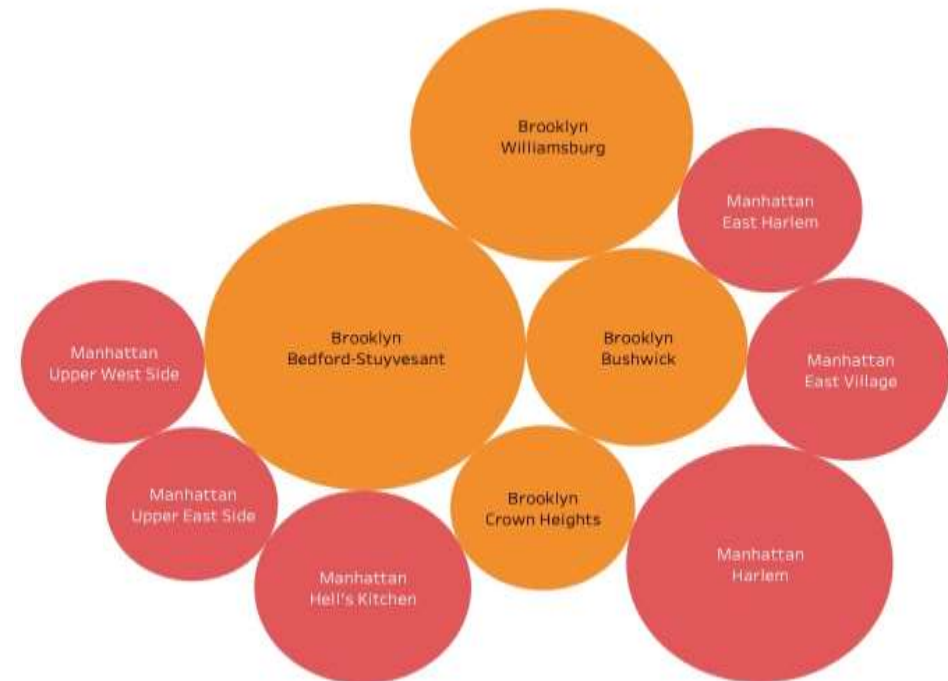 Brooklyn
Williamsburg
Manhattan
East Harlem
Brooklyn
Bedford-Stuyvesant
Brooklyn
Bushwick
Manhattan
Upper West Side
Manhattan
East Village
Manhattan
Upper East Side
Brooklyn
Crown Heights
Manhattan
Harlem
Manhattan
Hell's Kitchen